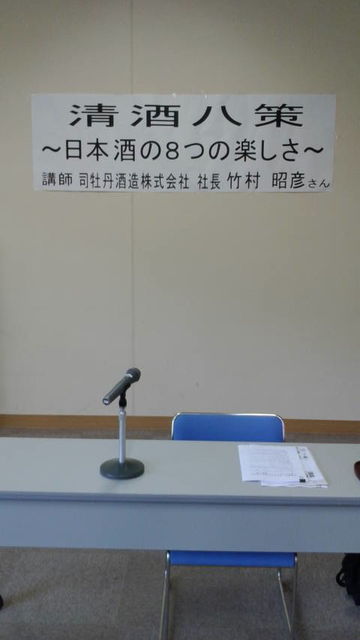 清酒八策
～日本酒の８つの楽しさ～
講師 司牡丹酒造株式会社 社長 竹村 昭彦さん